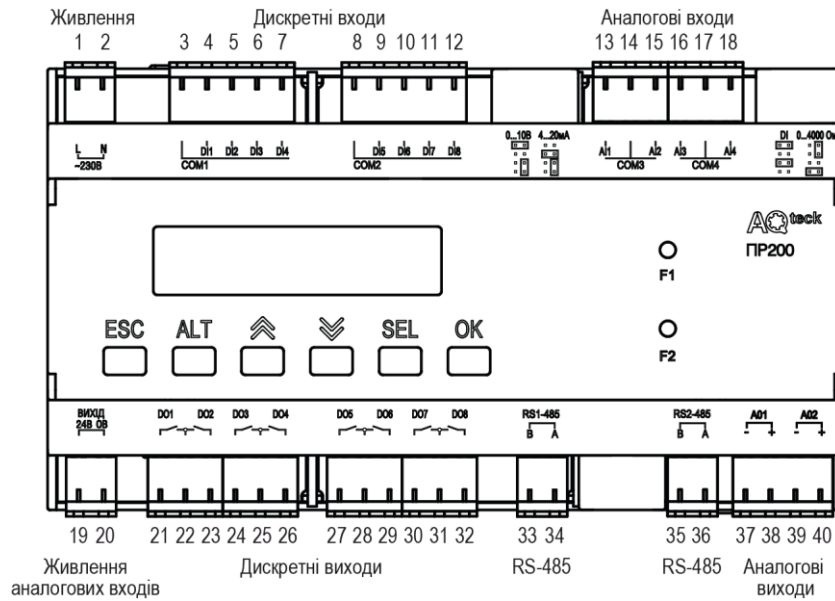 Живлення Дискретні входи Аналогові входи
1 2 3 4 5 6 7 8 9 10 11 12 13 14 15 16 17 18
0...10В 4...20мА DI 0...4000 Ом
L N DI1 DI2 DI3 DI4 DI5 DI6 DI7 DI8 AI1 AI2 AI3 AI4
~230В COM1 COM2 COM3 COM4
AQteck
ПР200
F1
ESC ALT SEL OK
F2
ВИХІД DO1 DO2 DO3 DO4 DO5 DO6 DO7 DO8 RS1-485 RS2-485 AO1 AO2
24В 0В B A B A - + - +
19 20 21 22 23 24 25 26 27 28 29 30 31 32 33 34 35 36 37 38 39 40
Живлення Дискретні виходи RS-485 RS-485 Аналогові
аналогових входів виходи